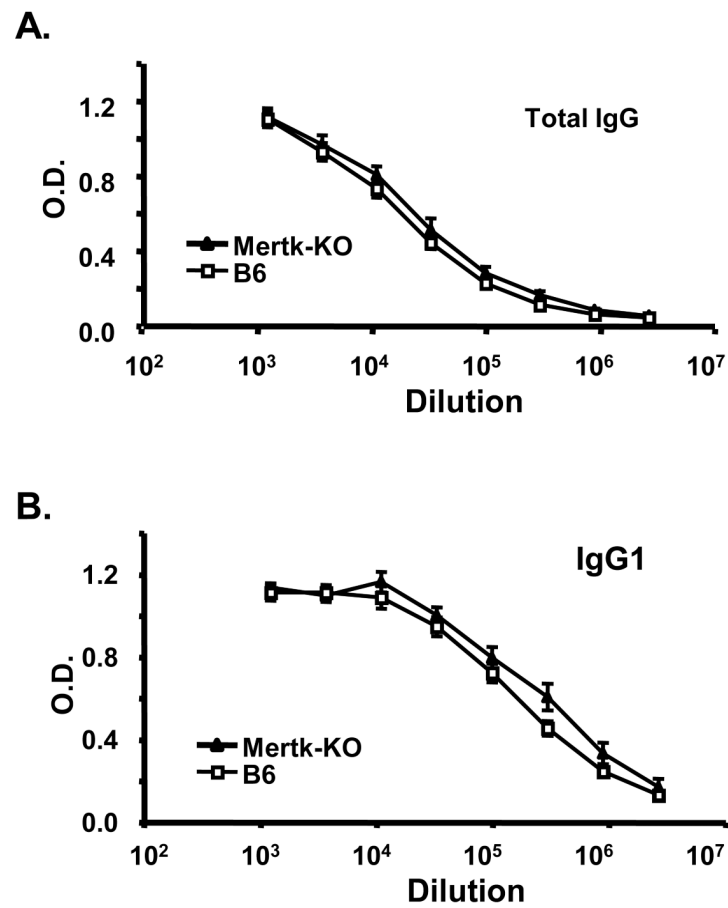 A.
Total IgG
O.D.
1.2
0.8
0.4
0.0
Mertk-KO
B6
10² 10³ 10⁴ 10⁵ 10⁶ 10⁷
Dilution
B.
IgG1
O.D.
1.2
0.8
0.4
0.0
Mertk-KO
B6
10² 10³ 10⁴ 10⁵ 10⁶ 10⁷
Dilution